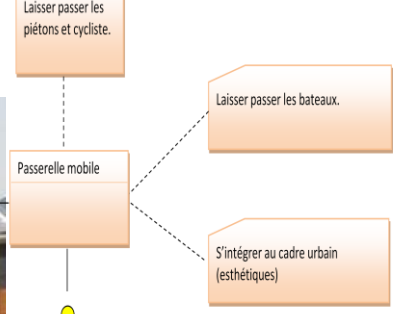 Laisser passer les
piétons et cycliste.
Laisser passer les bateaux.
Passerelle mobile
S'intégrer au cadre urbain
(esthétiques)